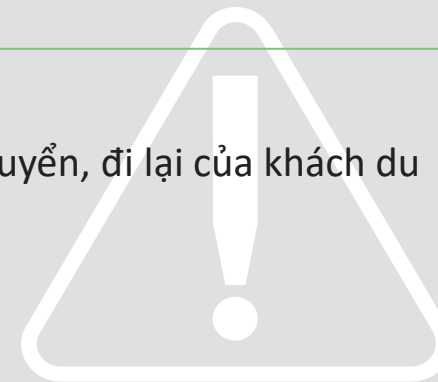 uyển, đi lại của khách du